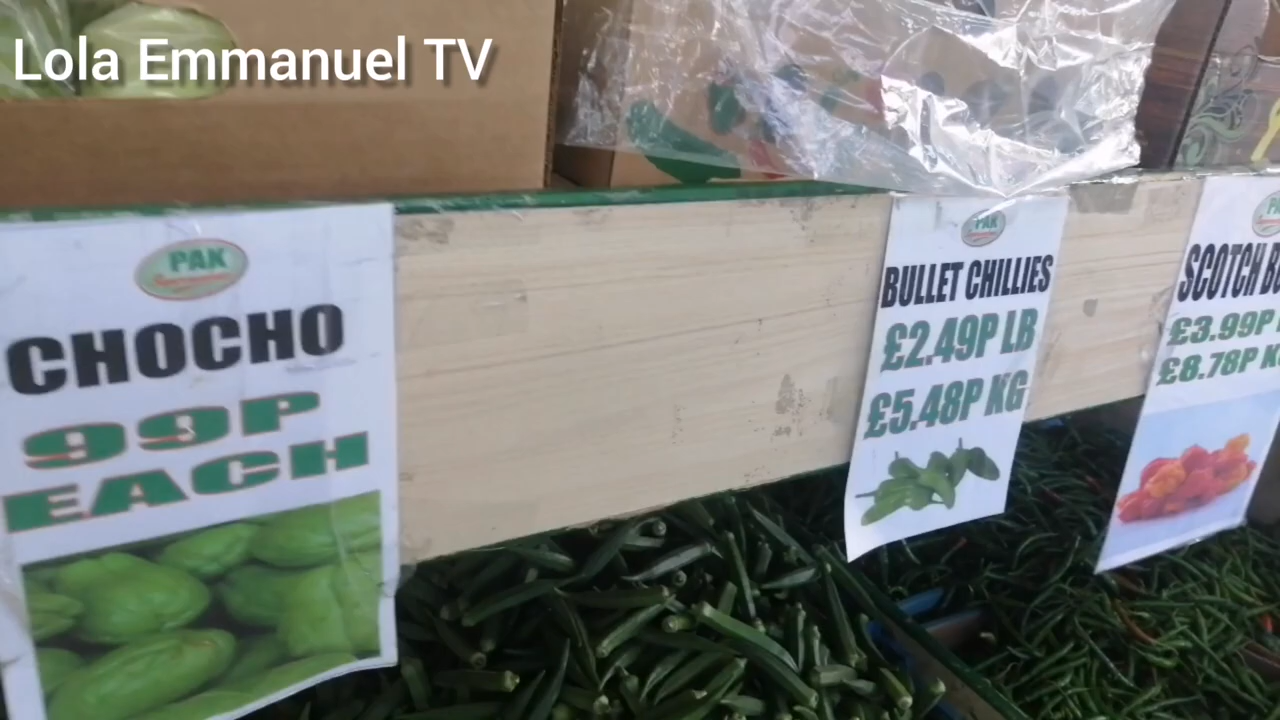 Lola Emmanuel TV
PAK
CHOCHO
99P
EACH
PAK
BULLET CHILLIES
£2.49P LB
£5.48P KG
SCOTCH
£3.99P
£8.78P